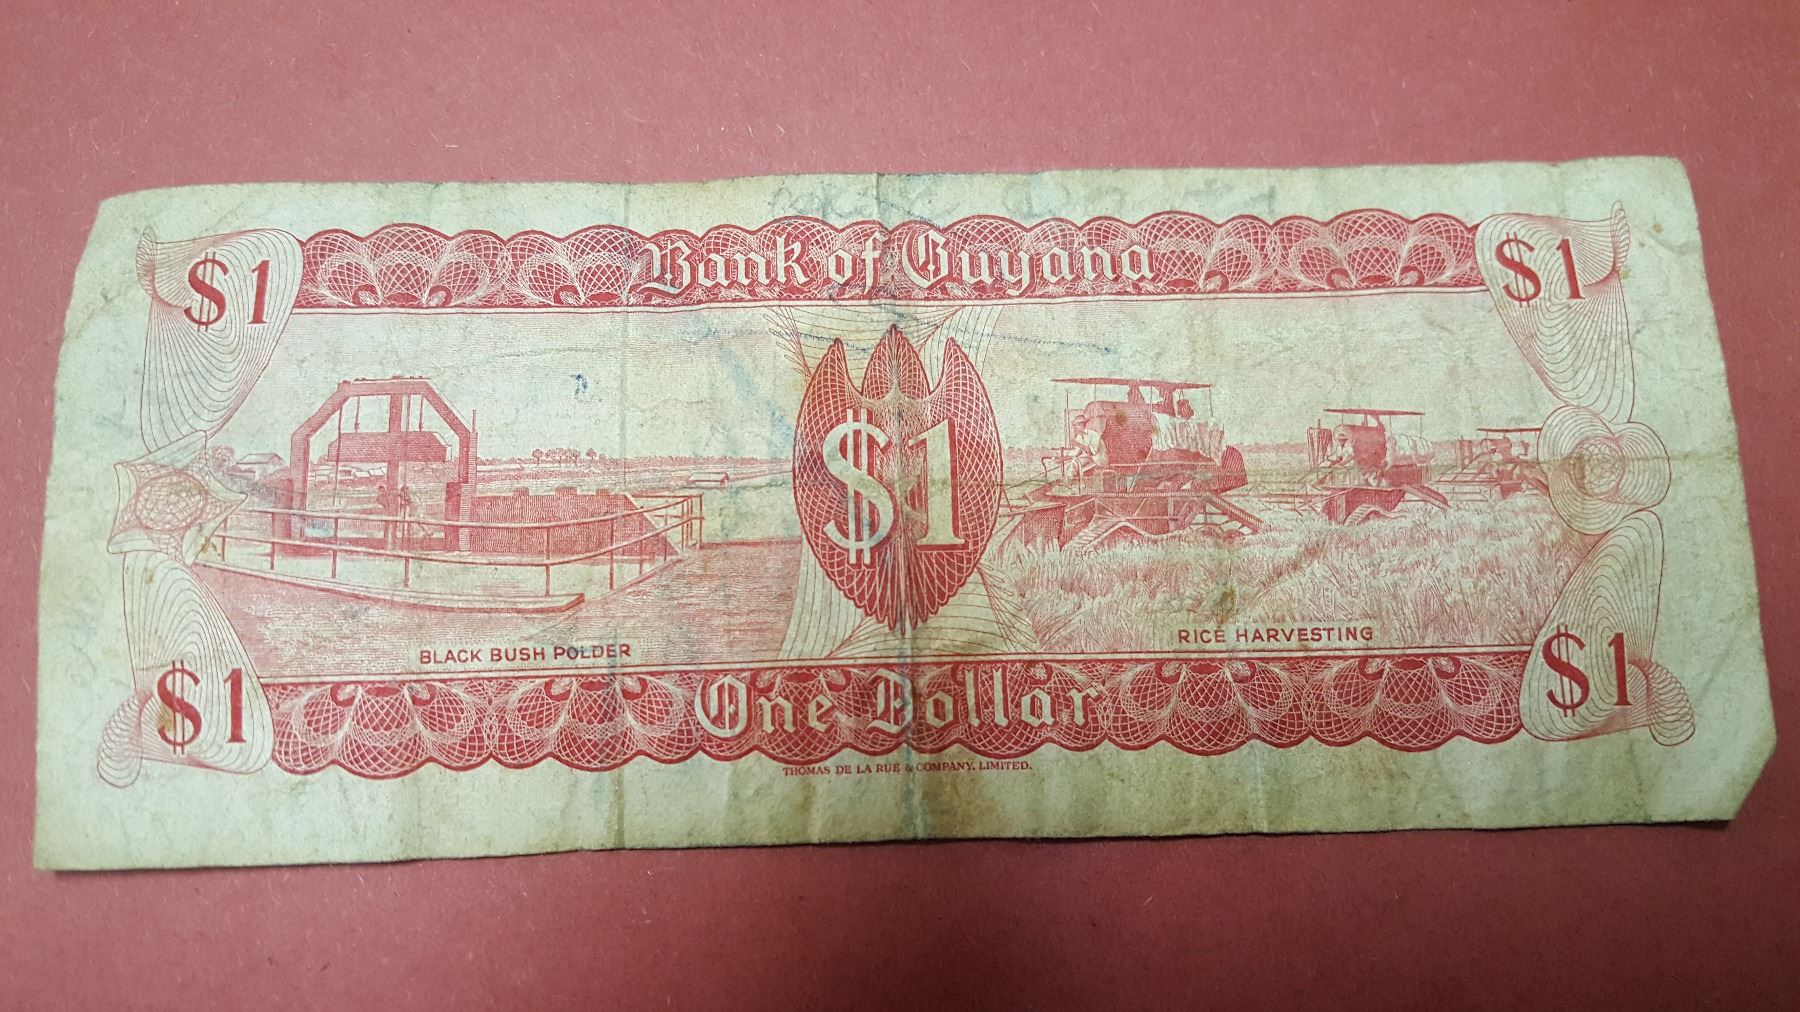 $1 Bank of Guyana $1
$1
BLACK BUSH POLDER
RICE HARVESTING
$1 One Dollar $1
THOMAS DE LA RUE & COMPANY, LIMITED.